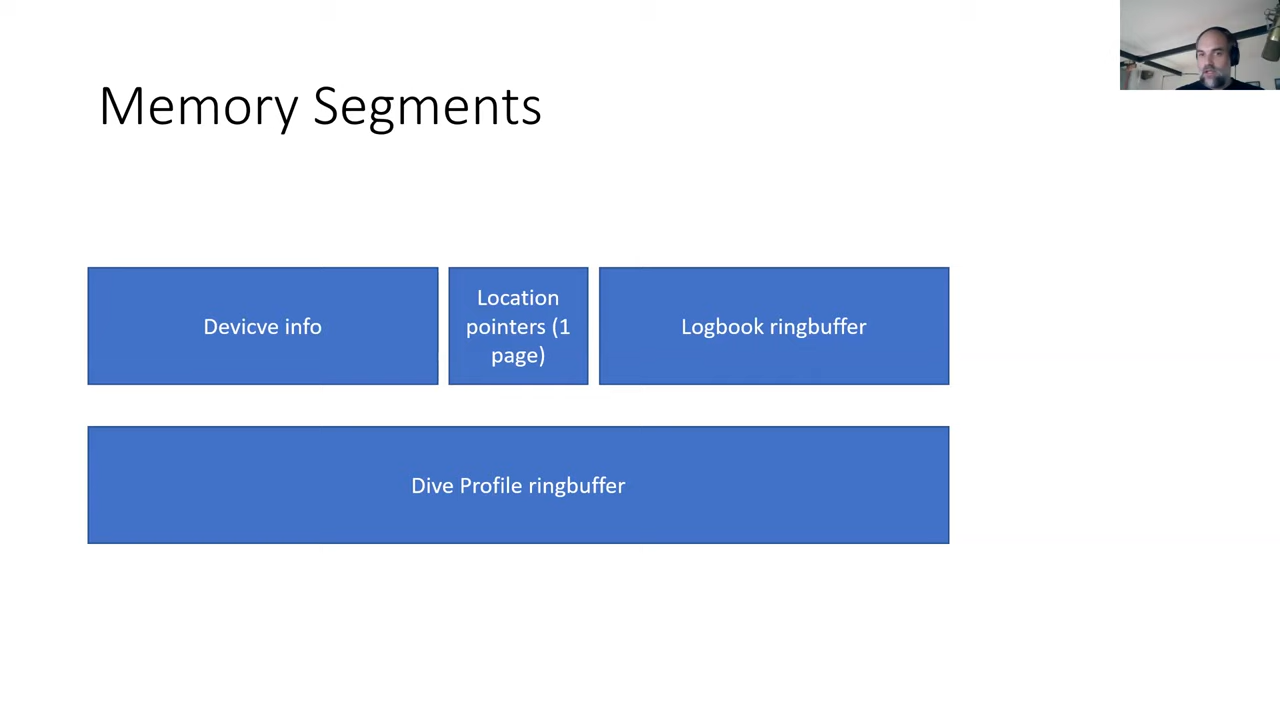 Memory Segments
Devicve info
Location
pointers (1
page)
Logbook ringbuffer
Dive Profile ringbuffer